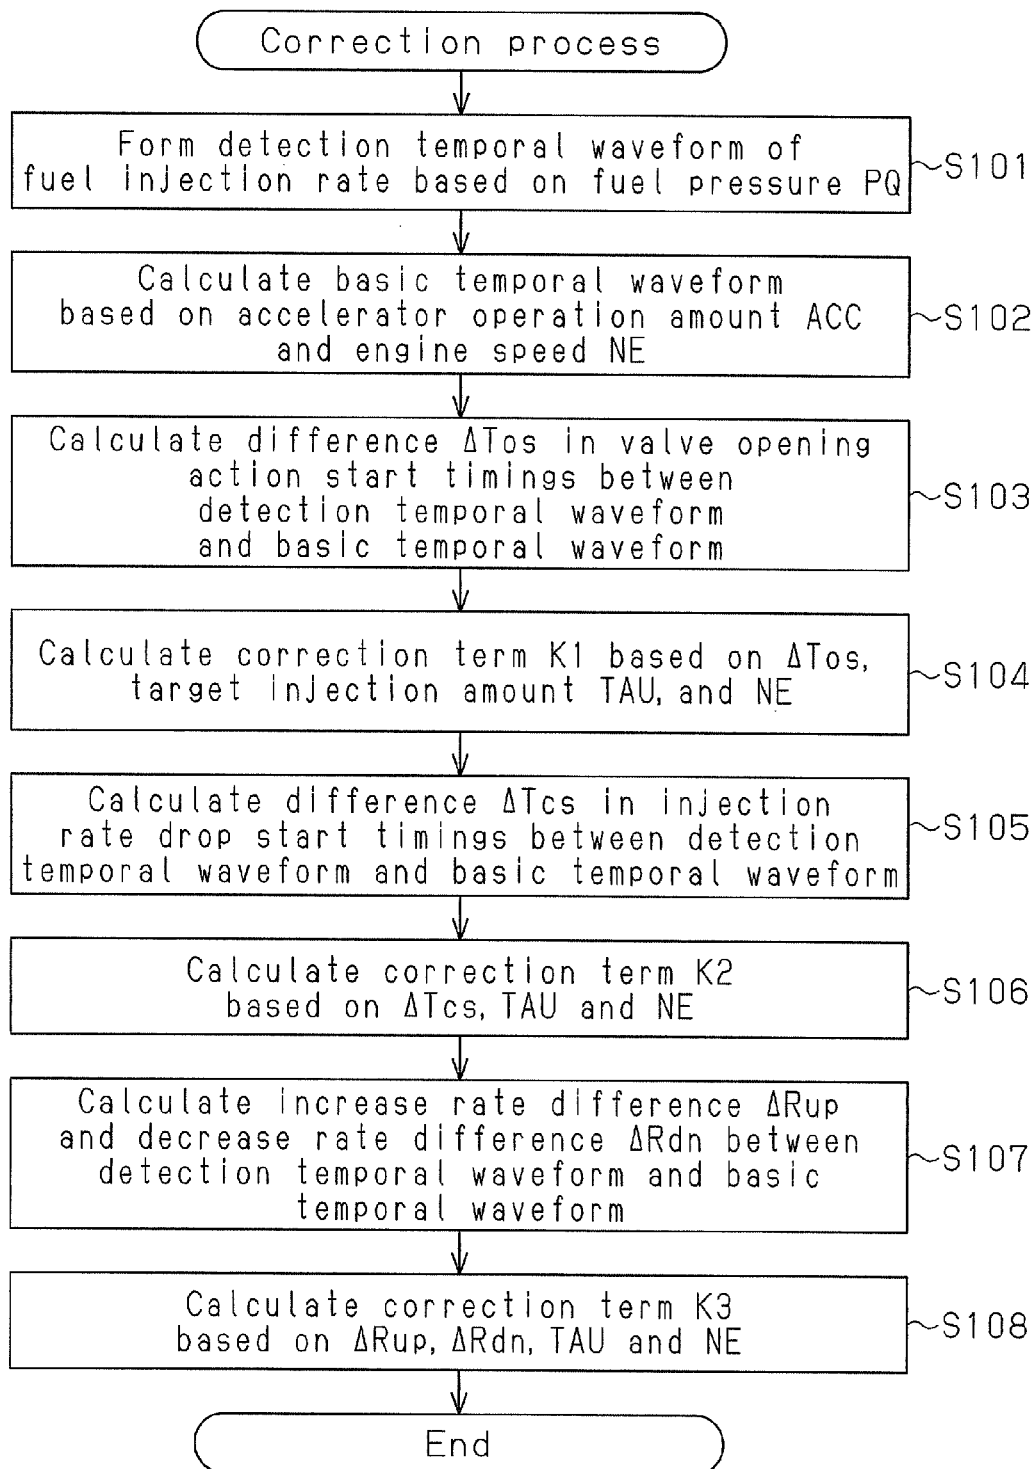 Correction process
Form detection temporal waveform of
fuel injection rate based on fuel pressure PQ
S101
Calculate basic temporal waveform
based on accelerator operation amount ACC
and engine speed NE
S102
Calculate difference ΔTos in valve opening
action start timings between
detection temporal waveform
and basic temporal waveform
S103
Calculate correction term K1 based on ΔTos,
target injection amount TAU, and NE
S104
Calculate difference ΔTcs in injection
rate drop start timings between detection
temporal waveform and basic temporal waveform
S105
Calculate correction term K2
based on ΔTcs, TAU and NE
S106
Calculate increase rate difference ΔRup
and decrease rate difference ΔRdn between
detection temporal waveform and basic
temporal waveform
S107
Calculate correction term K3
based on ΔRup, ΔRdn, TAU and NE
S108
End